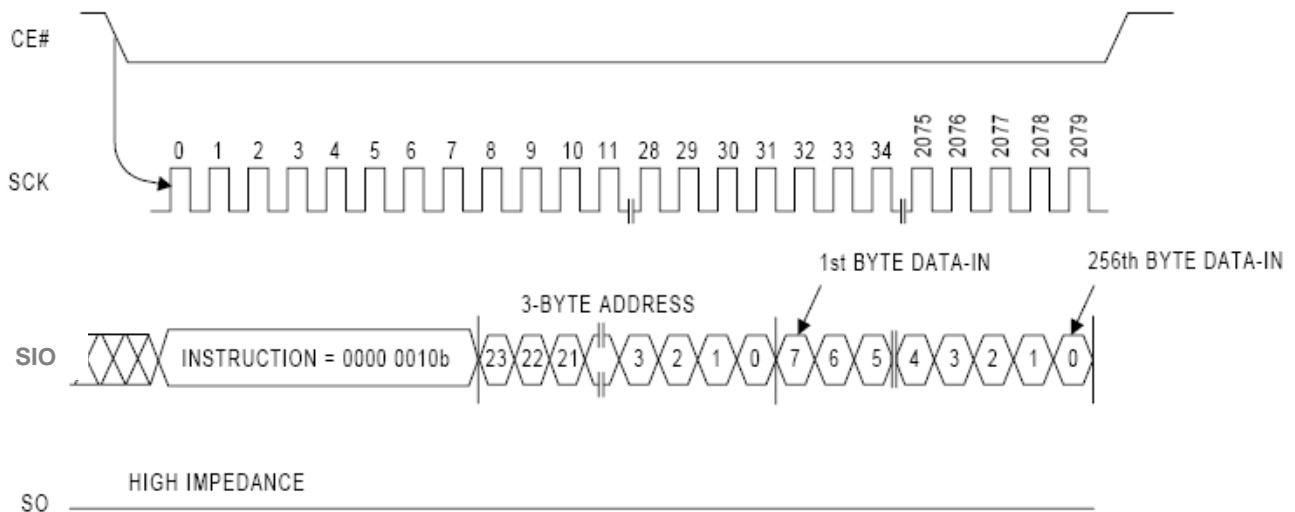 CE#
0 1 2 3 4 5 6 7 8 9 10 11 28 29 30 31 32 33 34 2075 2076 2077 2078 2079
SCK
1st BYTE DATA-IN 256th BYTE DATA-IN
3-BYTE ADDRESS
SIO INSTRUCTION = 0000 0010b 23 22 21 3 2 1 0 7 6 5 4 3 2 1 0
HIGH IMPEDANCE
SO